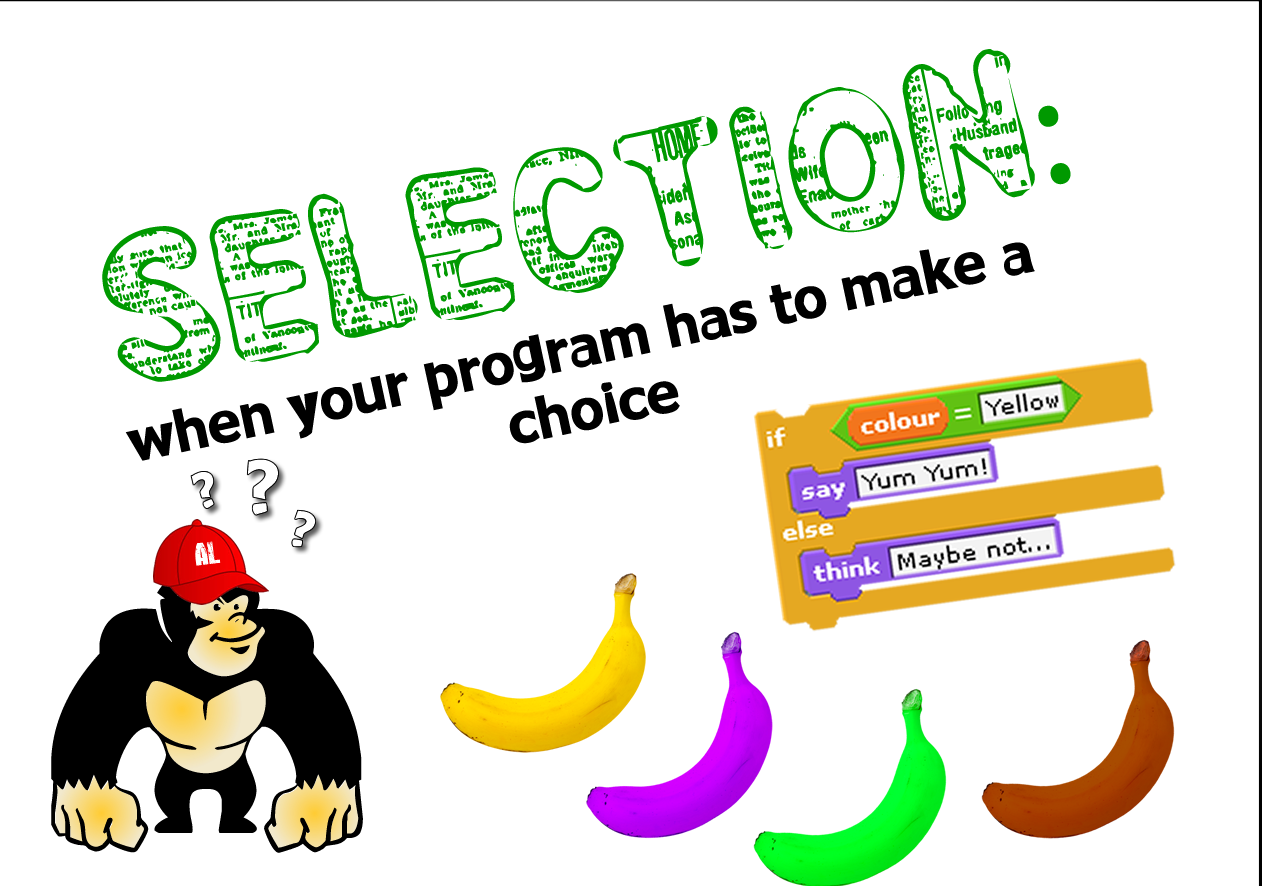 SELECTION:
when your program has to make a
choice
if colour = Yellow
say Yum Yum!
else
think Maybe not...
? ? ?
AL